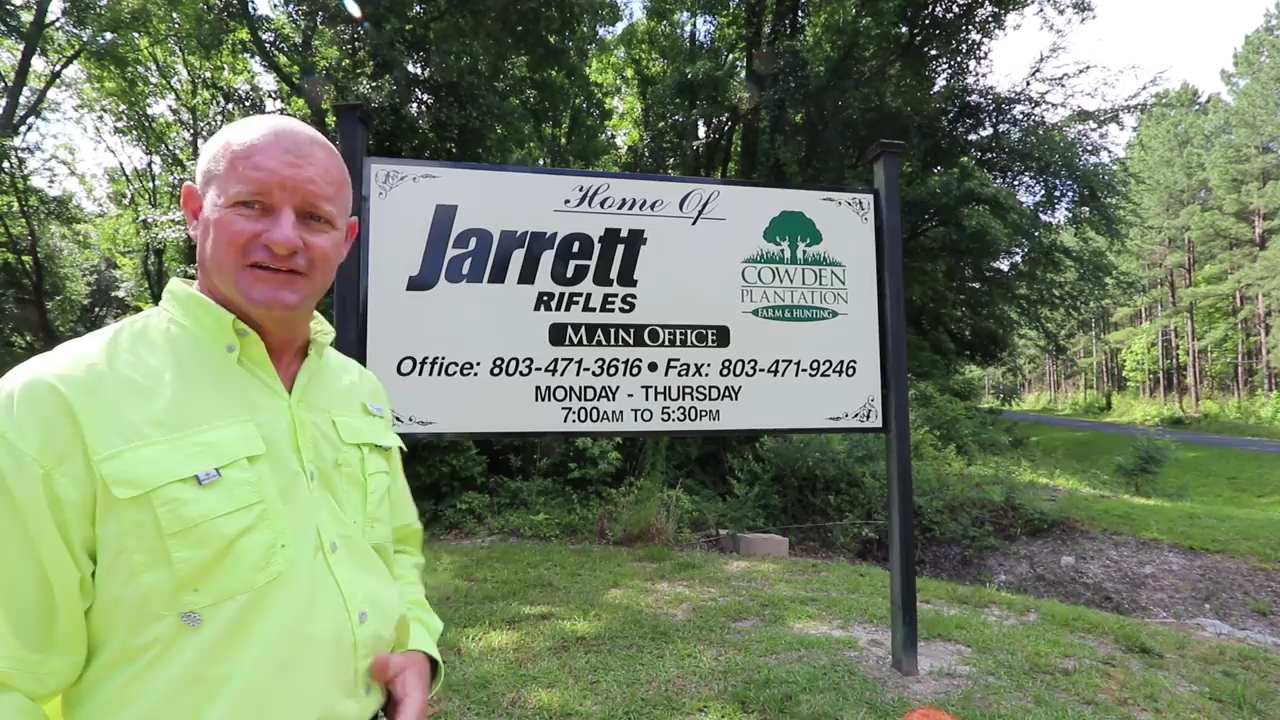 Home Of
Jarrett
RIFLES
COWDEN
PLANTATION
FARM & HUNTING
MAIN OFFICE
Office: 803-471-3616 • Fax: 803-471-9246
MONDAY - THURSDAY
7:00AM TO 5:30PM